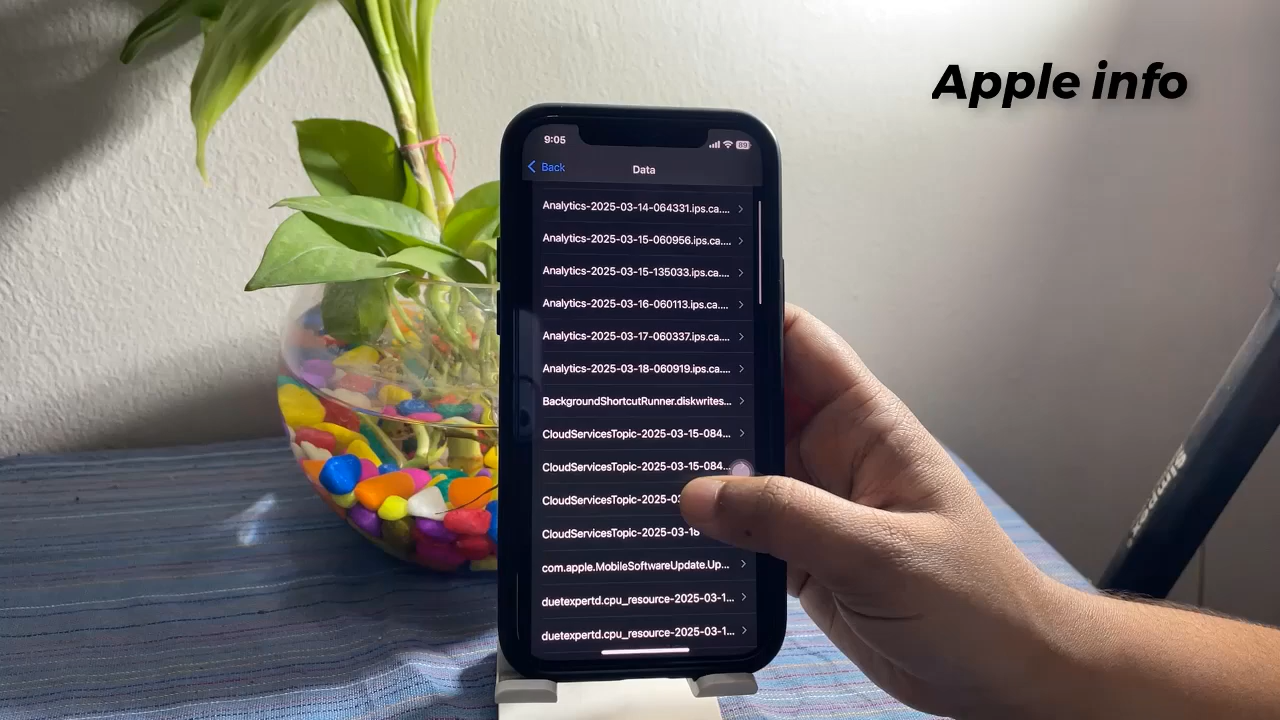 Apple info
9:05
89
Back
Data
Analytics-2025-03-14-064331.ips.ca....
Analytics-2025-03-15-060956.ips.ca....
Analytics-2025-03-15-135033.ips.ca....
Analytics-2025-03-16-060113.ips.ca....
Analytics-2025-03-17-060337.ips.ca....
Analytics-2025-03-18-060919.ips.ca....
BackgroundShortcutRunner.diskwrites...
CloudServicesTopic-2025-03-15-084...
CloudServicesTopic-2025-03-15-084...
CloudServicesTopic-2025-03
CloudServicesTopic-2025-03-18
com.apple.MobileSoftwareUpdate.Up...
duetexpertd.cpu_resource-2025-03-1...
duetexpertd.cpu_resource-2025-03-1...
simpex